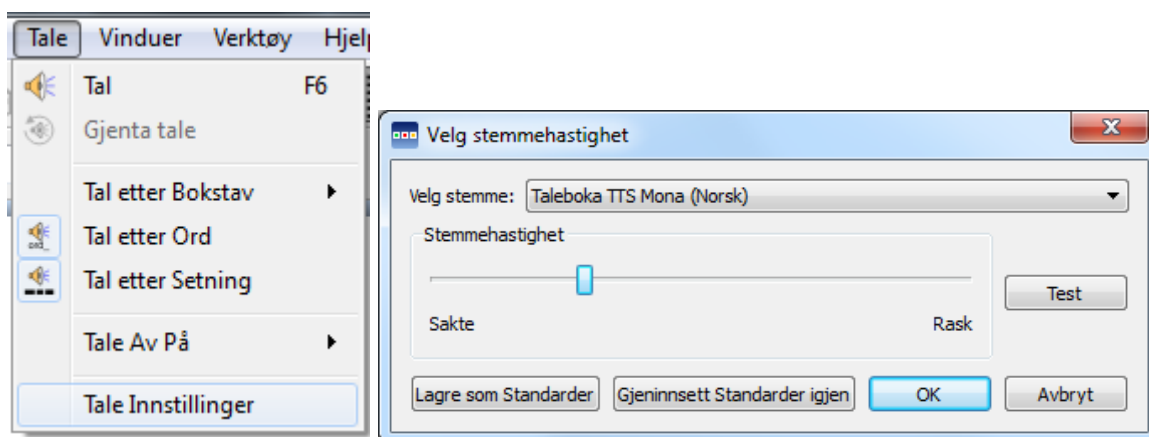 Tale Vinduer Verktøy Hjelp
Tal F6
Gjenta tale
Tal etter Bokstav
Tal etter Ord
Tal etter Setning
Tale Av På
Tale Innstillinger
Velg stemmehastighet
Velg stemme: Taleboka TTS Mona (Norsk)
Stemmehastighet
Sakte Rask
Test
Lagre som Standarder Gjeninnsett Standarder igjen OK Avbryt